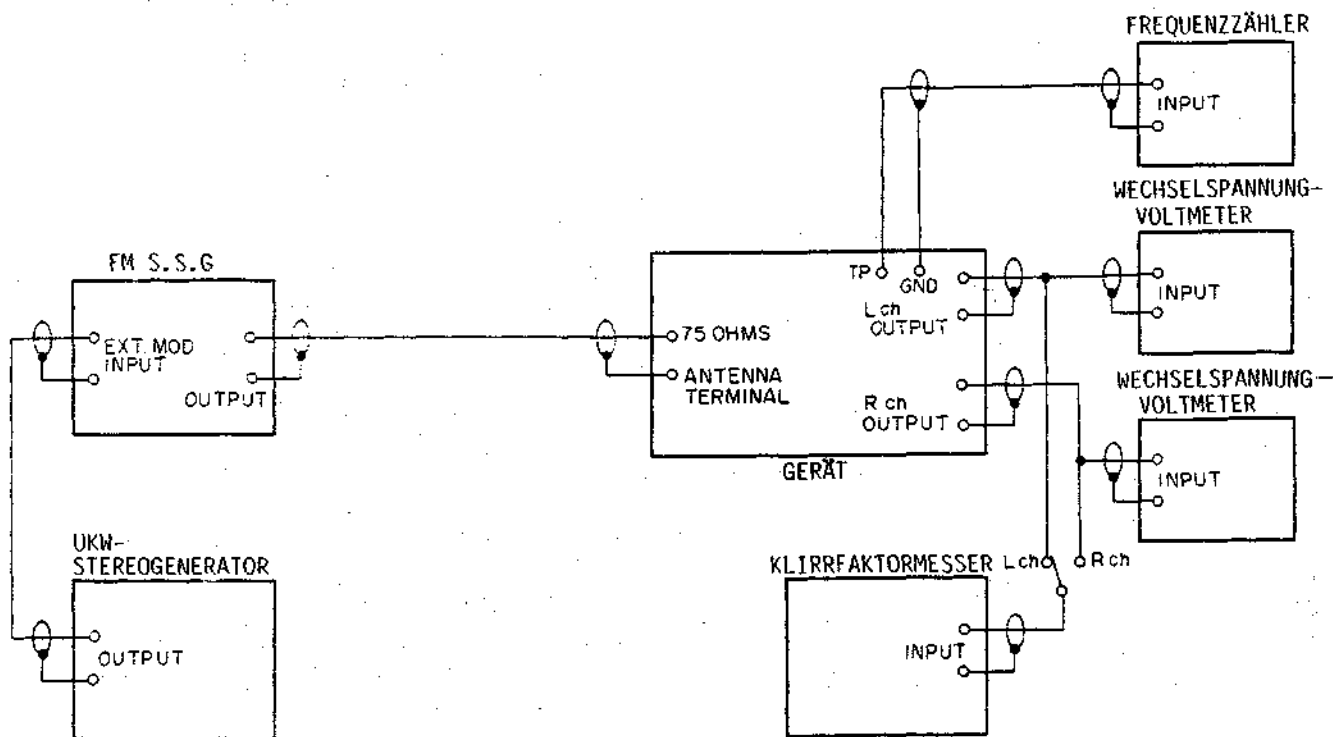 FREQUENZZÄHLER
INPUT
WECHSELSPANNUNG-
VOLTMETER
INPUT
FM S.S.G
EXT. MOD
INPUT
OUTPUT
TP
GND
L ch
OUTPUT
75 OHMS
ANTENNA
TERMINAL
R ch
OUTPUT
GERÄT
WECHSELSPANNUNG-
VOLTMETER
INPUT
UKW-
STEREOGENERATOR
OUTPUT
KLIRRFAKTORMESSER
L ch
R ch
INPUT